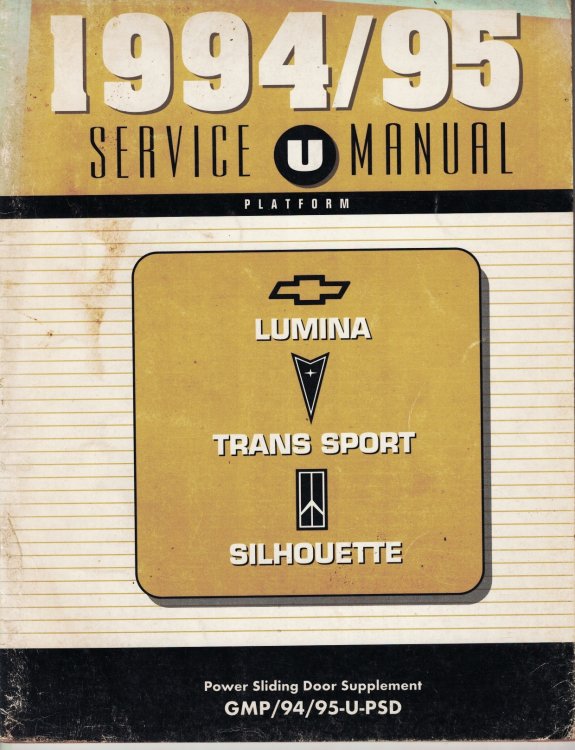 1994/95
SERVICE U MANUAL
PLATFORM
LUMINA
TRANS SPORT
SILHOUETTE
Power Sliding Door Supplement
GMP/94/95-U-PSD